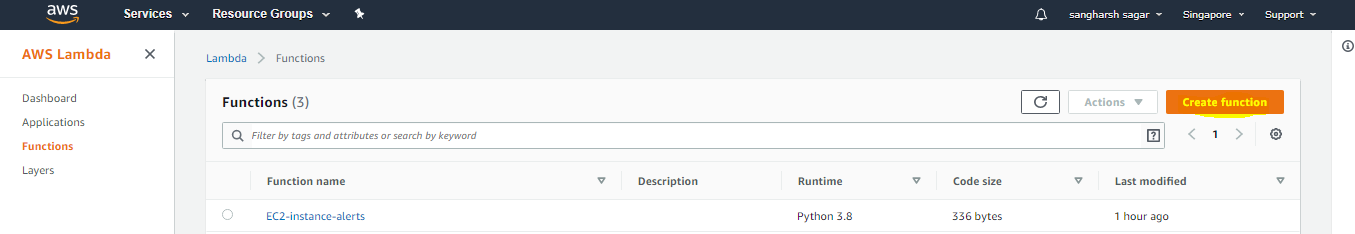 aws Services Resource Groups sangharsh sagar Singapore Support
AWS Lambda
Lambda Functions
Dashboard
Applications
Functions
Layers
Functions (3) Actions Create function
Filter by tags and attributes or search by keyword ? 1
Function name Description Runtime Code size Last modified
EC2-instance-alerts Python 3.8 336 bytes 1 hour ago